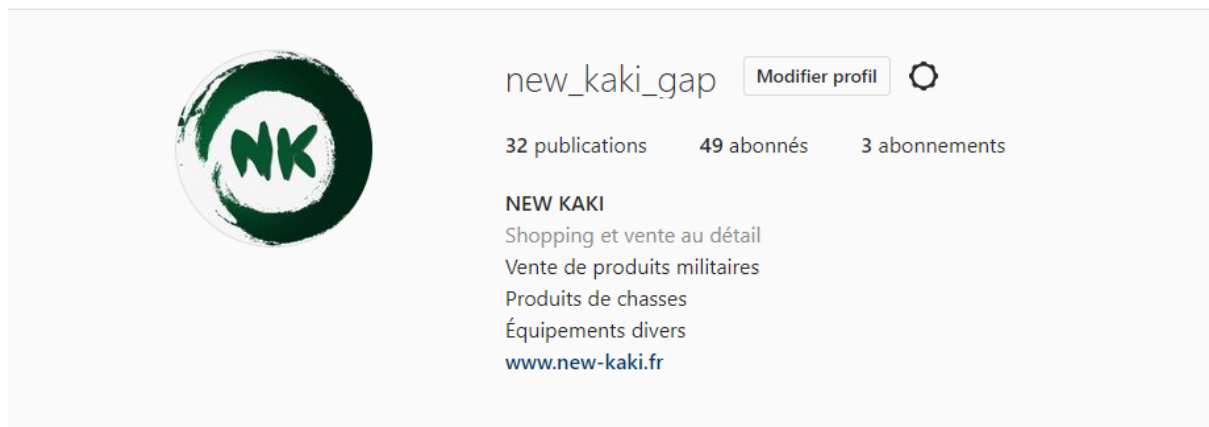 new_kaki_gap Modifier profil
NK
32 publications 49 abonnés 3 abonnements
NEW KAKI
Shopping et vente au détail
Vente de produits militaires
Produits de chasses
Équipements divers
www.new-kaki.fr